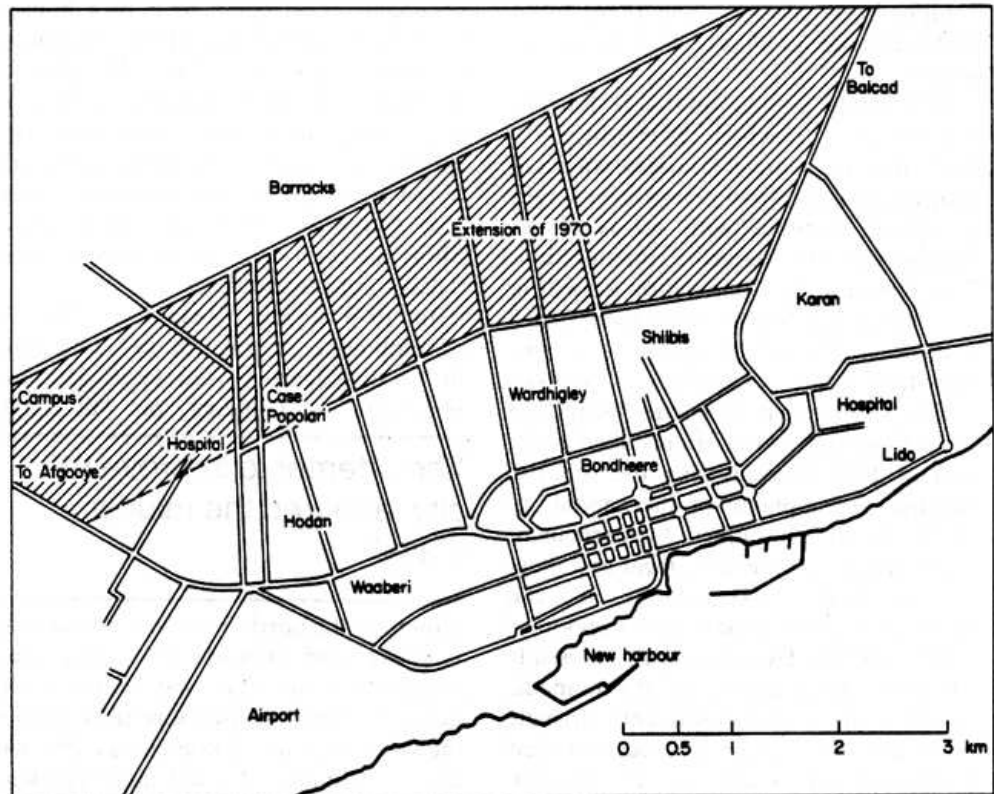 To
Balcad
Barracks
Extension of 1970
Karan
Shilbis
Campus
Case
Popolari
Wardhigley
Hospital
Hospital
To Afgooye
Bondheere
Lido
Hodan
Waaberi
New harbour
Airport
0 0.5 1 2 3 km